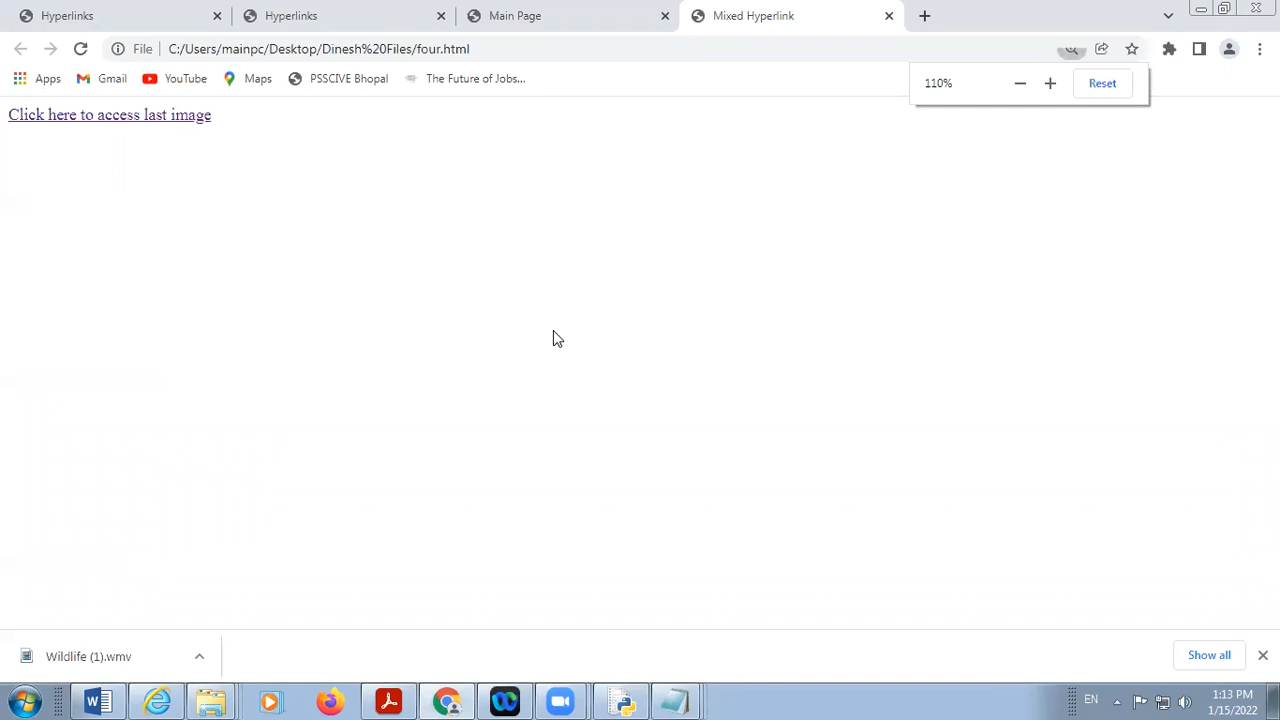 Hyperlinks
Hyperlinks
Main Page
Mixed Hyperlink
File
C:/Users/mainpc/Desktop/Dinesh%20Files/four.html
Apps
Gmail
YouTube
Maps
PSSCIVE Bhopal
The Future of Jobs...
110%
Reset
Click here to access last image
Wildlife (1).wmv
Show all
EN
1:13 PM
1/15/2022